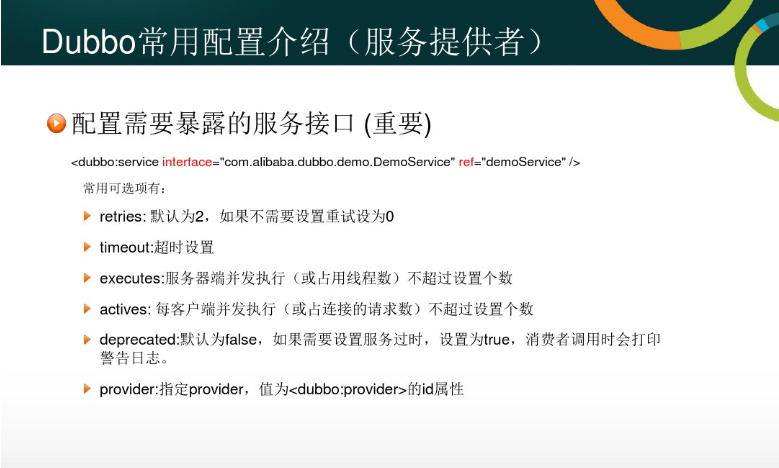 Dubbo常用配置介绍（服务提供者）
配置需要暴露的服务接口 (重要)
<dubbo:service interface="com.alibaba.dubbo.demo.DemoService" ref="demoService" />
常用可选项有:
retries: 默认为2，如果不需要设置重试设为0
timeout:超时设置
executes:服务器端并发执行（或占用线程数）不超过设置个数
actives: 每客户端并发执行（或占连接的请求数）不超过设置个数
deprecated:默认为false，如果需要设置服务过时，设置为true，消费者调用时会打印
警告日志。
provider:指定provider，值为<dubbo:provider>的id属性